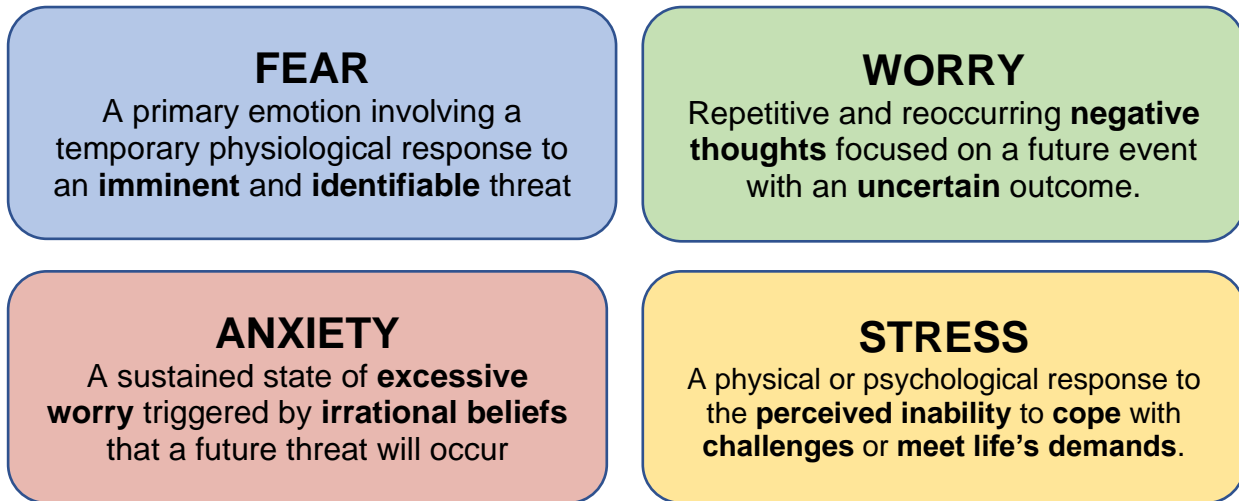 FEAR
A primary emotion involving a
temporary physiological response to
an imminent and identifiable threat
WORRY
Repetitive and reoccurring negative
thoughts focused on a future event
with an uncertain outcome.
ANXIETY
A sustained state of excessive
worry triggered by irrational beliefs
that a future threat will occur
STRESS
A physical or psychological response to
the perceived inability to cope with
challenges or meet life’s demands.